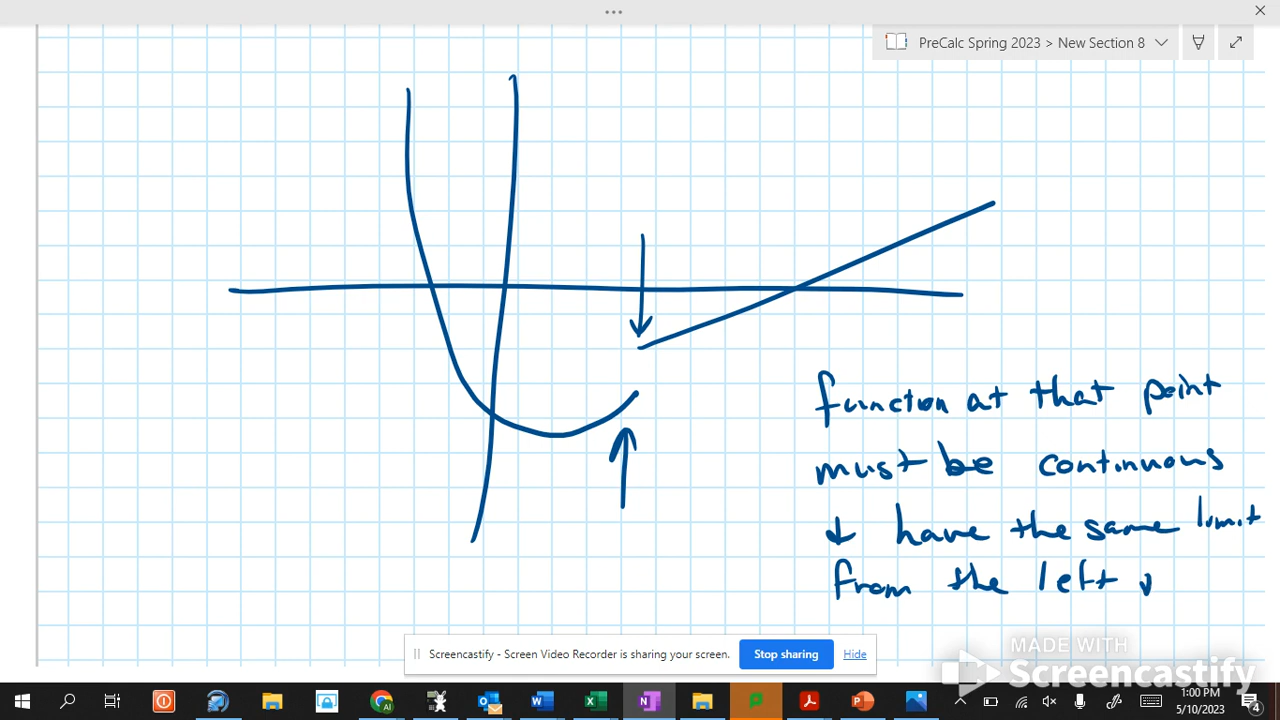 PreCalc Spring 2023 > New Section 8
functon at that point
must be continuous
& have the same limit
from the left &
Screencastify - Screen Video Recorder is sharing your screen.
Stop sharing
Hide
MADE WITH
Screencastify
1:00 PM
5/10/2023
4